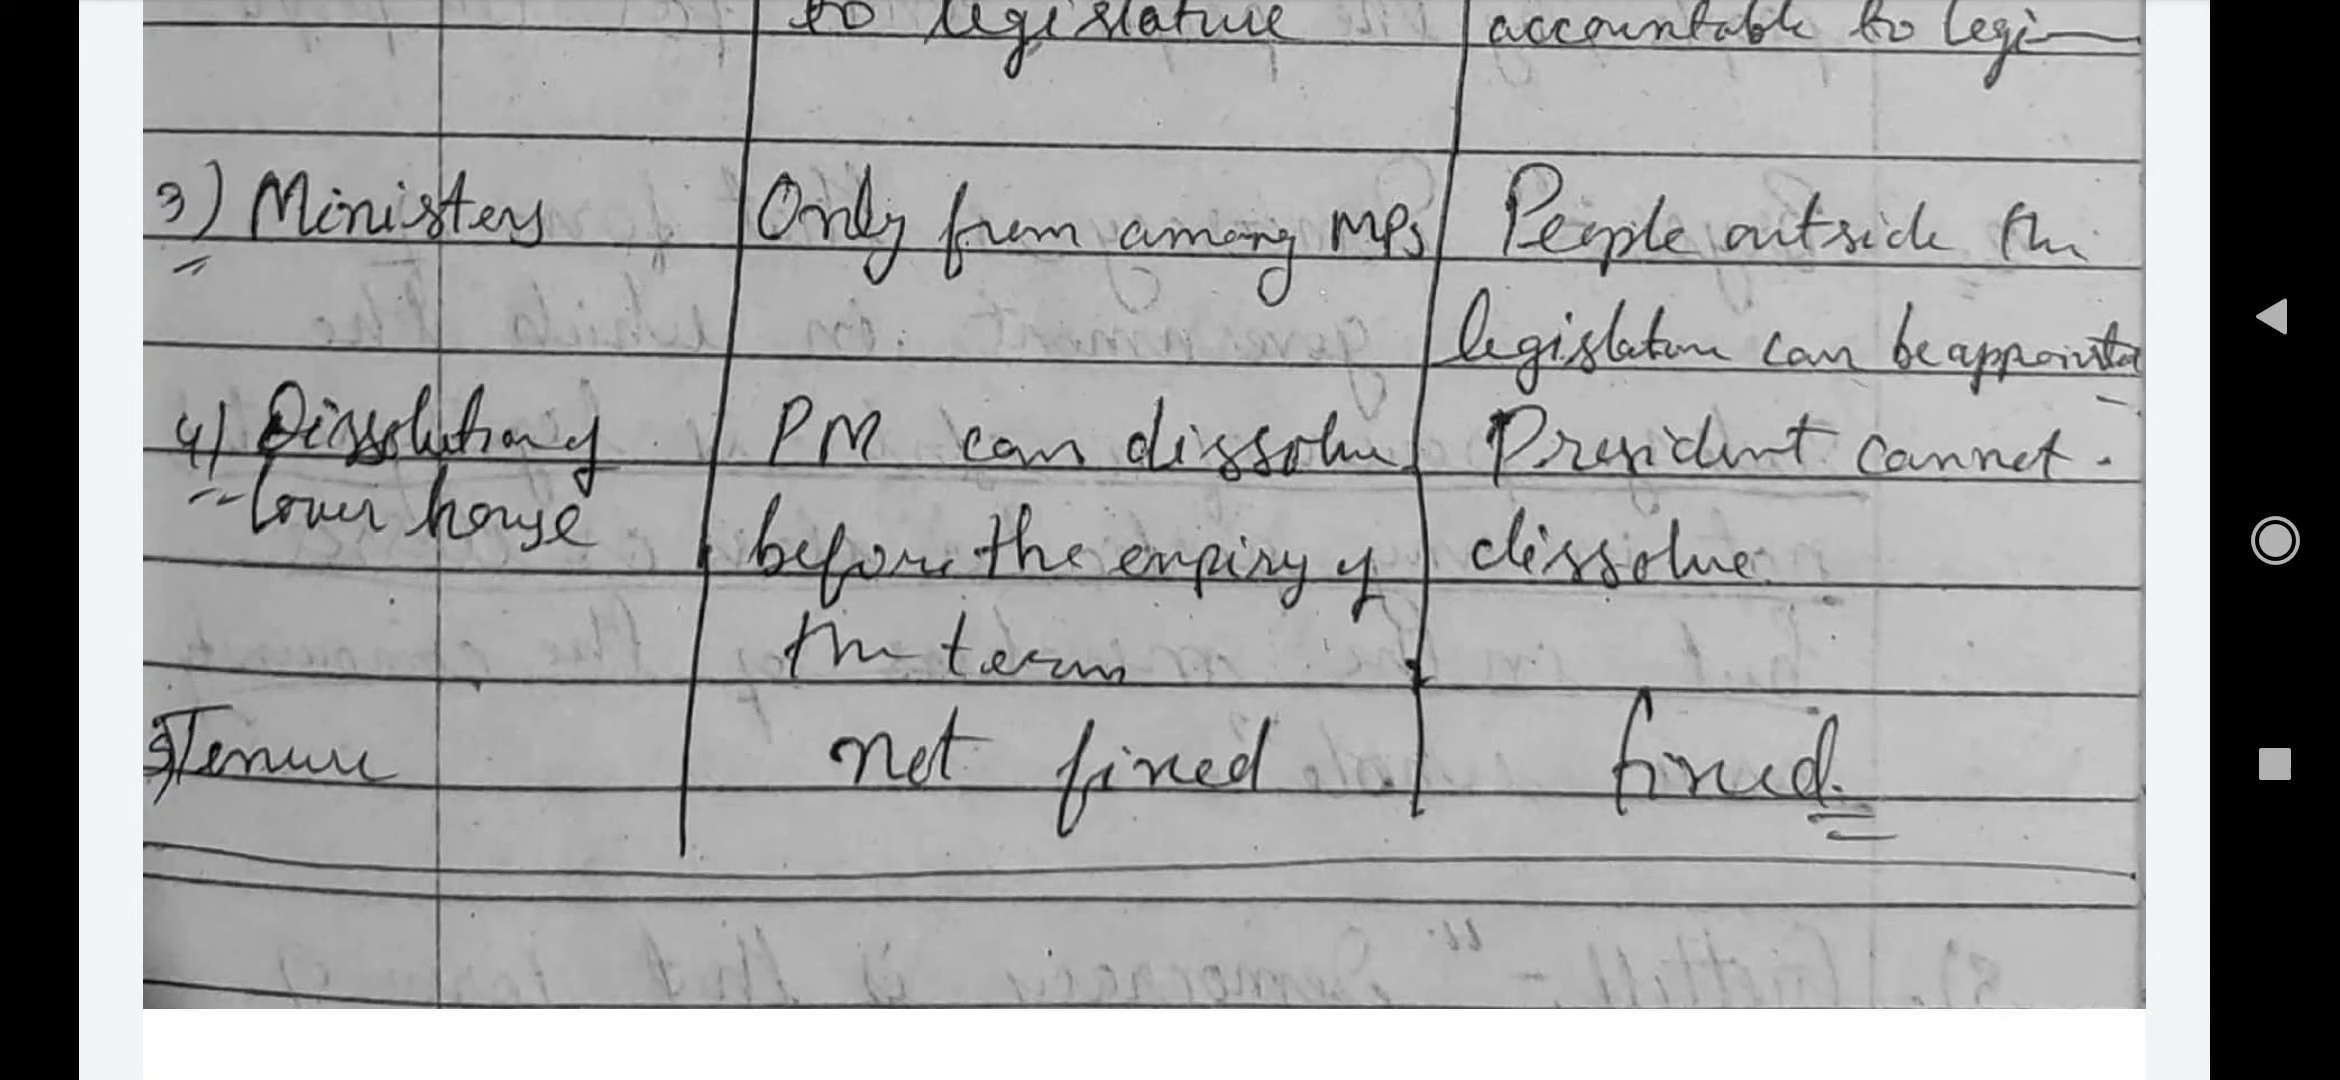 to legislature accountable to legi-
3) Ministers Only from among MPs People outside the
legislature can be appointed
4) Dissolution of PM can dissolve President cannot
lower house before the expiry of dissolve
the term
5) Tenure not fixed fixed.